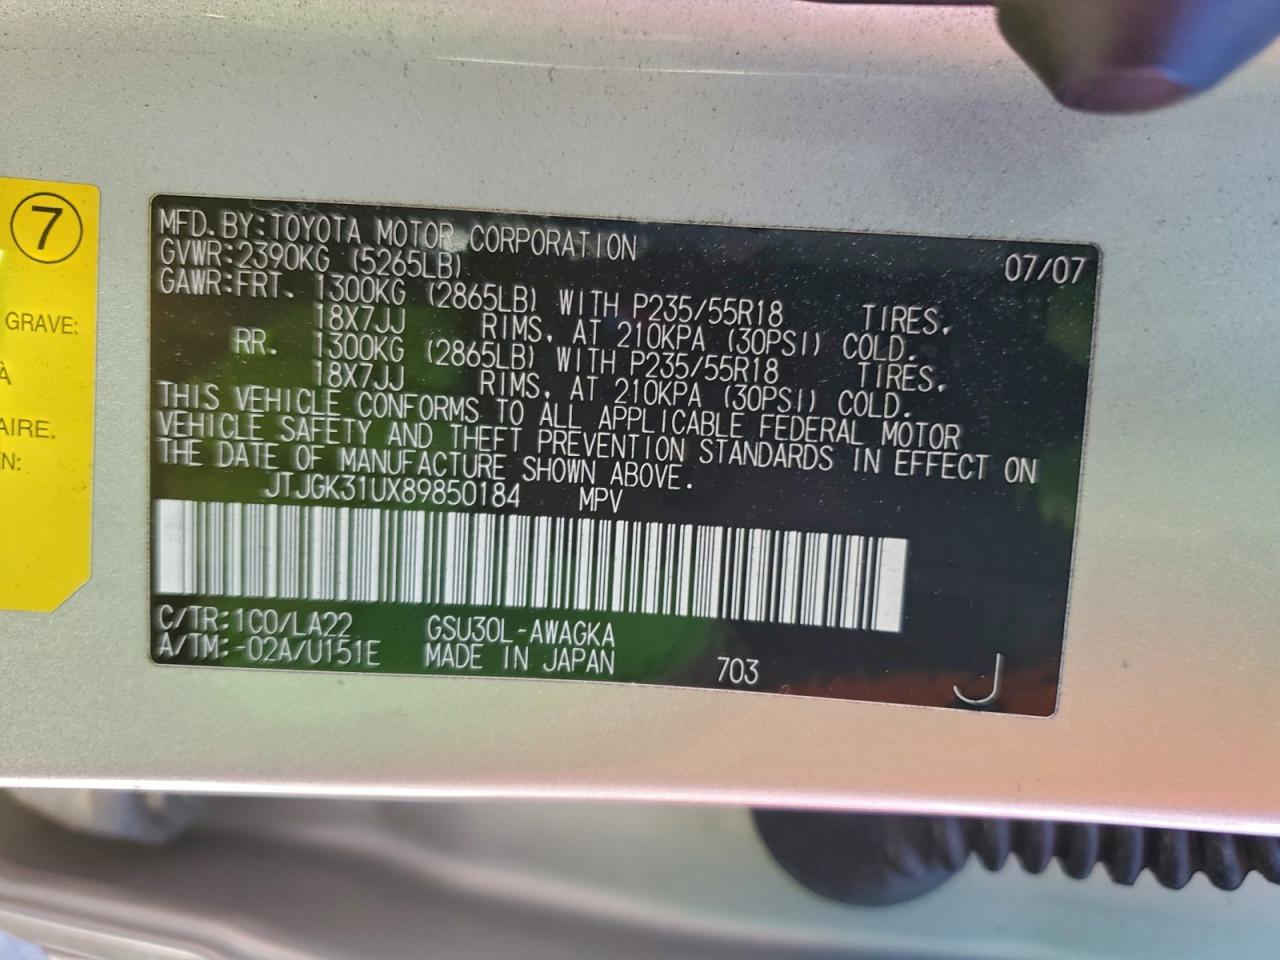 7
GRAVE:
À
AIRE.
EN:
MFD. BY:TOYOTA MOTOR CORPORATION 07/07
GVWR:2390KG (5265LB)
GAWR:FRT. 1300KG (2865LB) WITH P235/55R18 TIRES,
18X7JJ RIMS, AT 210KPA (30PSI) COLD.
RR. 1300KG (2865LB) WITH P235/55R18 TIRES,
18X7JJ RIMS, AT 210KPA (30PSI) COLD.
THIS VEHICLE CONFORMS TO ALL APPLICABLE FEDERAL MOTOR
VEHICLE SAFETY AND THEFT PREVENTION STANDARDS IN EFFECT ON
THE DATE OF MANUFACTURE SHOWN ABOVE.
JTJGK31UX89850184 MPV
C/TR:1C0/LA22 GSU30L-AWAGKA
A/TM:-02A/U151E MADE IN JAPAN 703 J